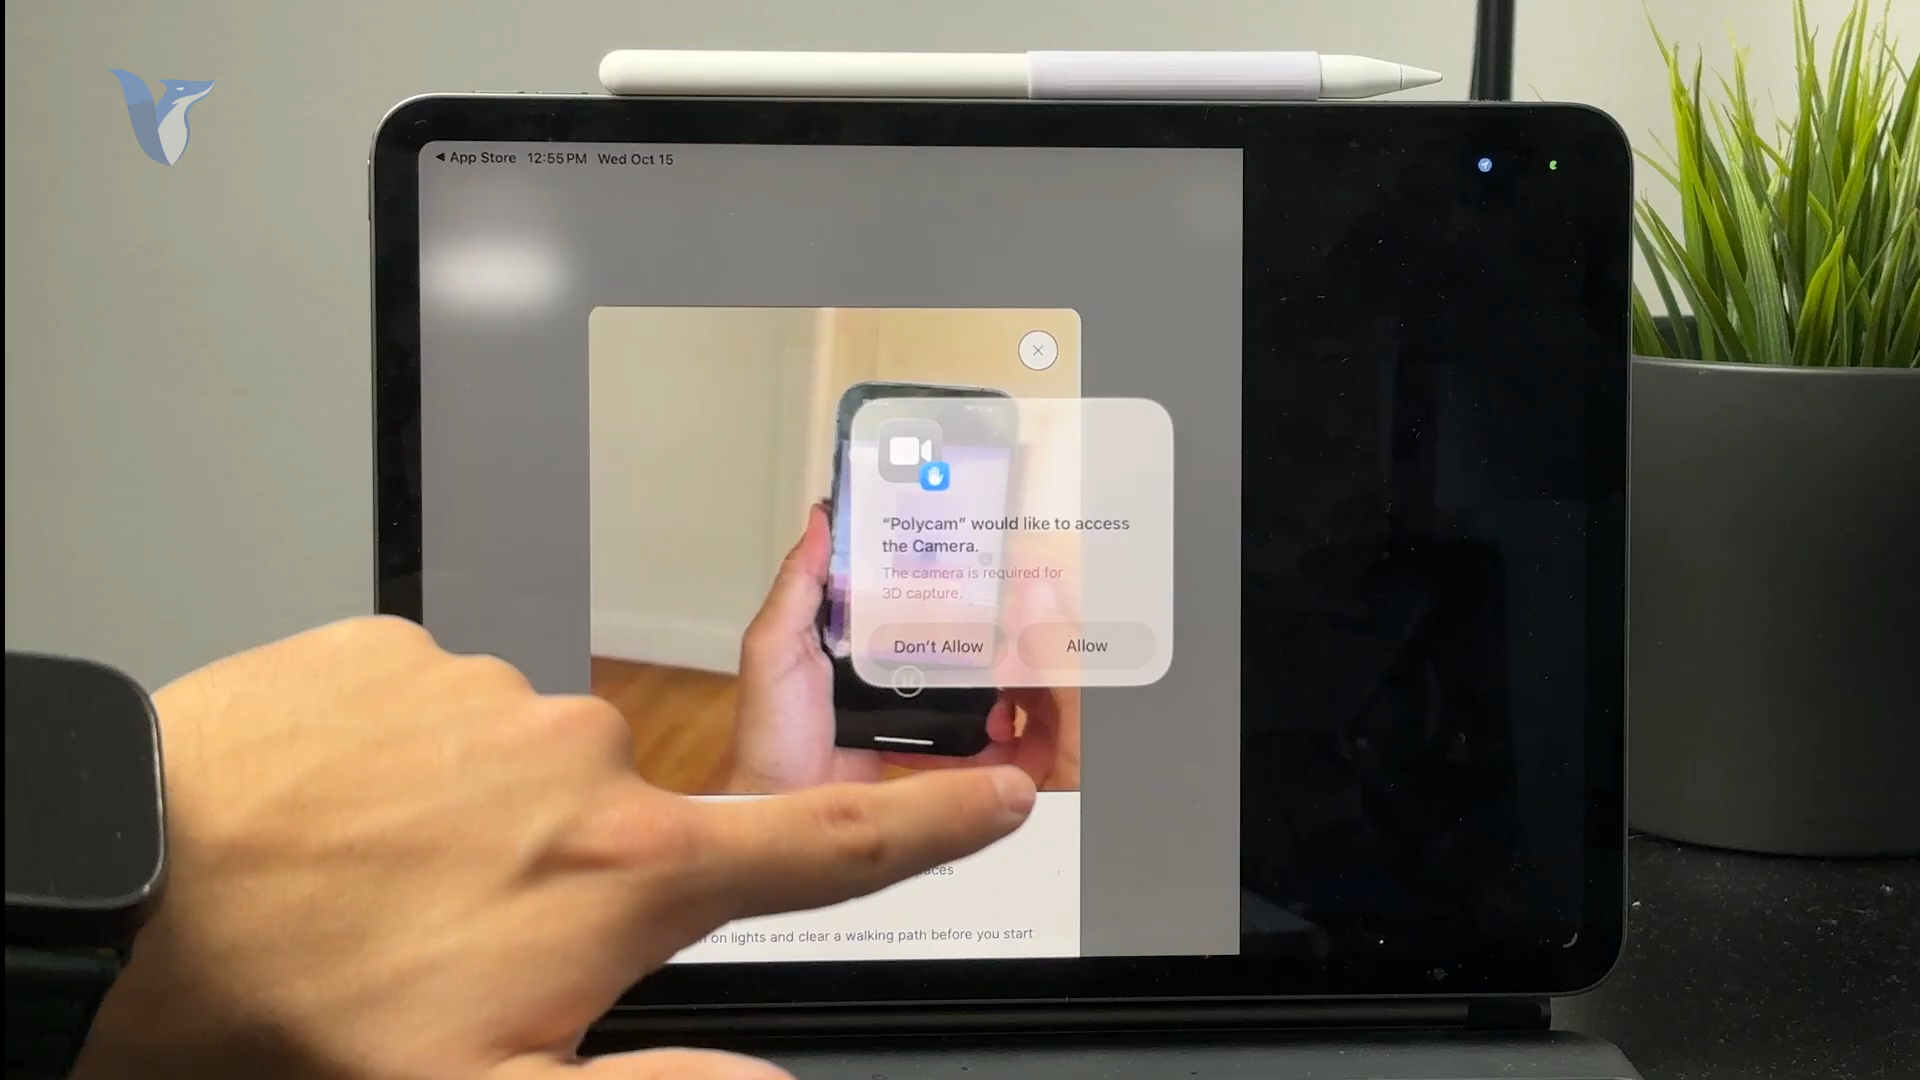 App Store 12:55 PM Wed Oct 15
“Polycam” would like to access
the Camera.
The camera is required for
3D capture.
Don’t Allow
Allow
on lights and clear a walking path before you start